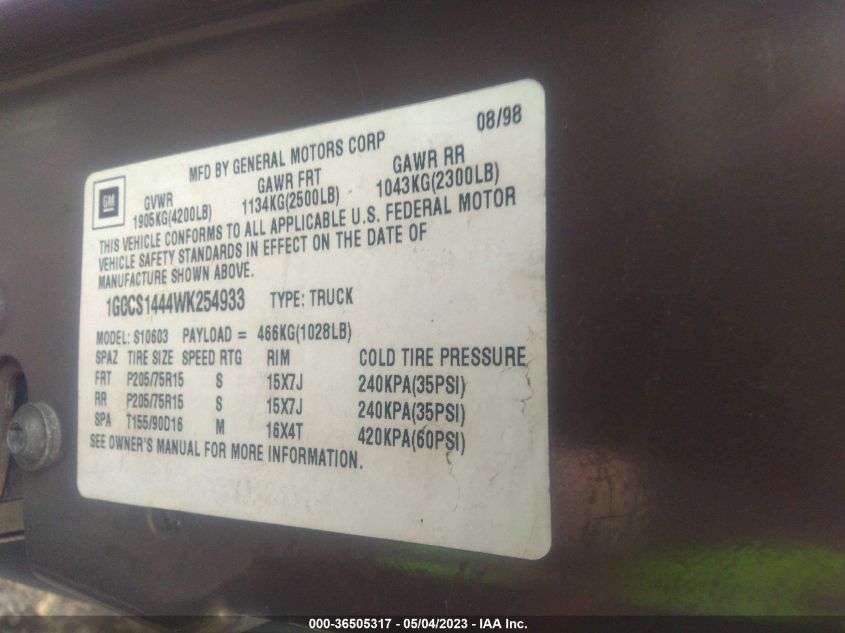 08/98
MFD BY GENERAL MOTORS CORP
GM
GVWR GAWR FRT GAWR RR
1905KG(4200LB) 1134KG(2500LB) 1043KG(2300LB)
THIS VEHICLE CONFORMS TO ALL APPLICABLE U.S. FEDERAL MOTOR
VEHICLE SAFETY STANDARDS IN EFFECT ON THE DATE OF
MANUFACTURE SHOWN ABOVE.
1GCCS1444WK254933 TYPE: TRUCK
MODEL: S10603 PAYLOAD = 466KG(1028LB)
SPAZ TIRE SIZE SPEED RTG RIM COLD TIRE PRESSURE
FRT P205/75R15 S 15X7J 240KPA(35PSI)
RR P205/75R15 S 15X7J 240KPA(35PSI)
SPA T155/90D16 M 16X4T 420KPA(60PSI)
SEE OWNER'S MANUAL FOR MORE INFORMATION.
000-36505317 - 05/04/2023 - IAA Inc.